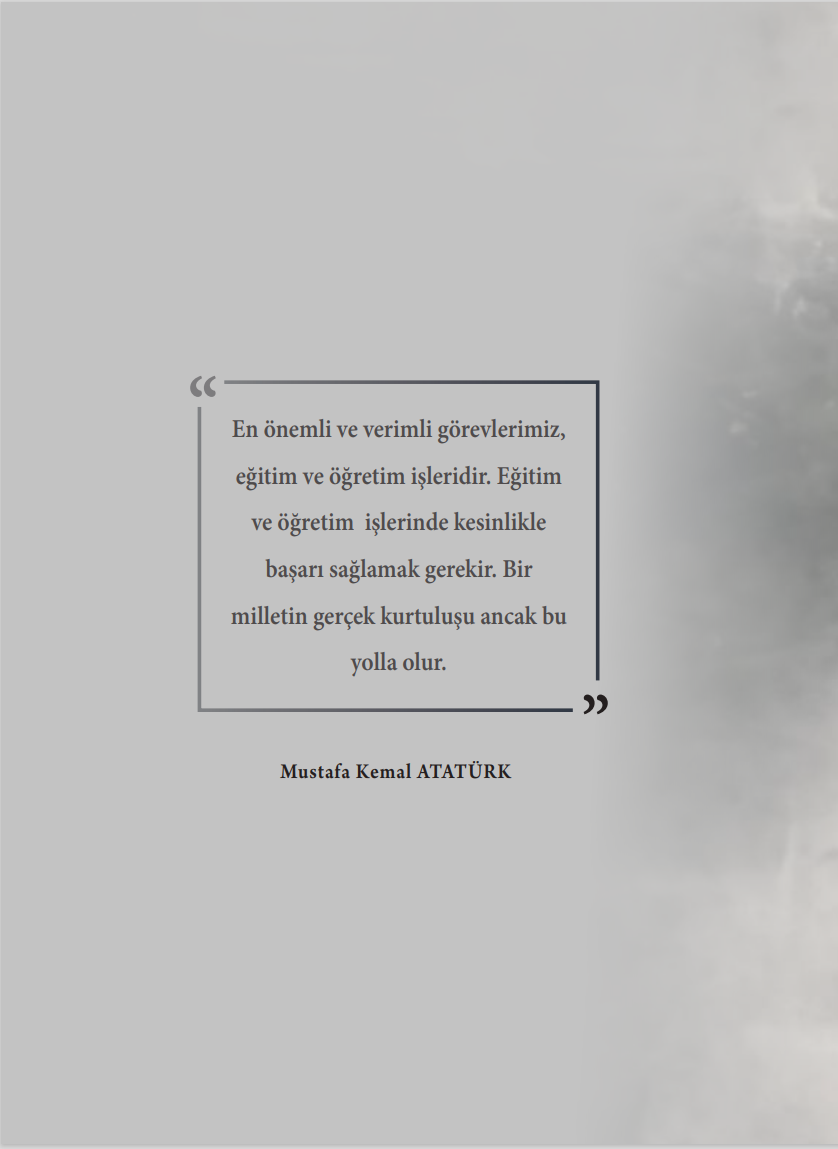 “
En önemli ve verimli görevlerimiz,
eğitim ve öğretim işleridir. Eğitim
ve öğretim  işlerinde kesinlikle
başarı sağlamak gerekir. Bir
milletin gerçek kurtuluşu ancak bu
yolla olur.
”
Mustafa Kemal ATATÜRK